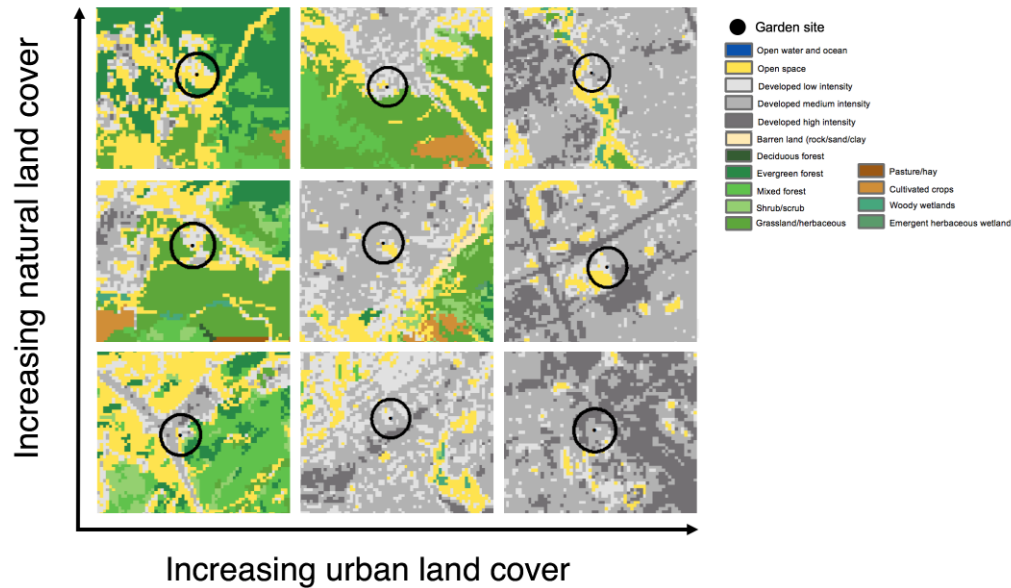 Increasing natural land cover
Increasing urban land cover
Garden site
Open water and ocean
Open space
Developed low intensity
Developed medium intensity
Developed high intensity
Barren land (rock/sand/clay
Deciduous forest
Evergreen forest
Mixed forest
Shrub/scrub
Grassland/herbaceous
Pasture/hay
Cultivated crops
Woody wetlands
Emergent herbaceous wetland